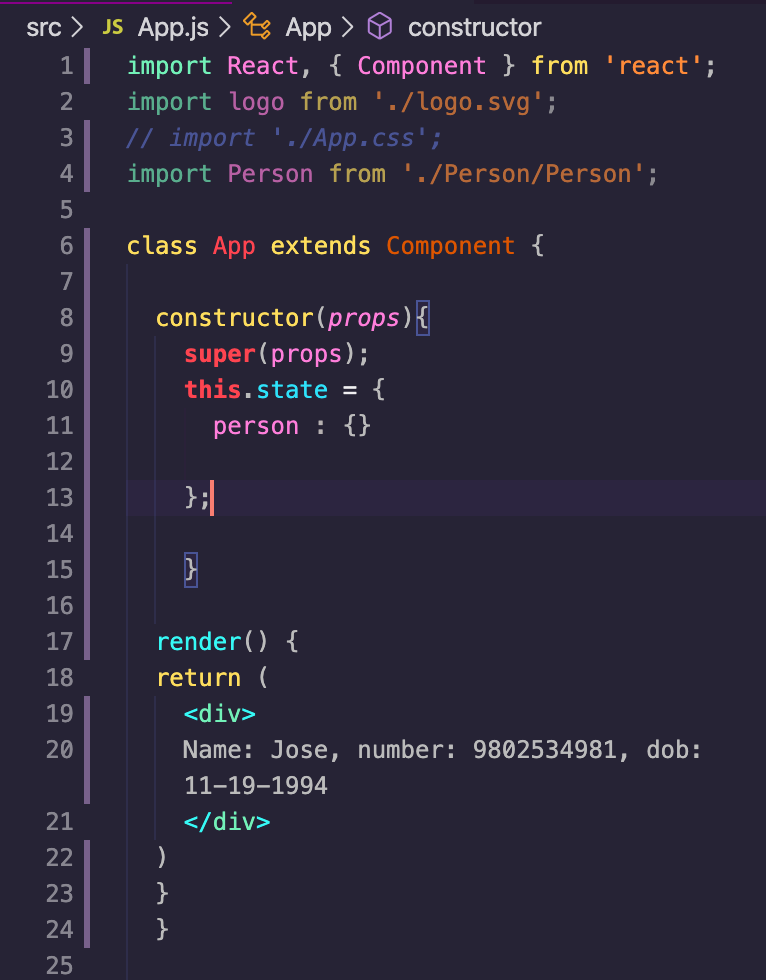 src > JS App.js > App > constructor
1 import React, { Component } from 'react';
2 import logo from './logo.svg';
3 // import './App.css';
4 import Person from './Person/Person';
5
6 class App extends Component {
7
8 constructor(props){
9 super(props);
10 this.state = {
11 person : {}
12
13 };
14
15 }
16
17 render() {
18 return (
19 <div>
20 Name: Jose, number: 9802534981, dob:
11-19-1994
21 </div>
22 )
23 }
24 }
25